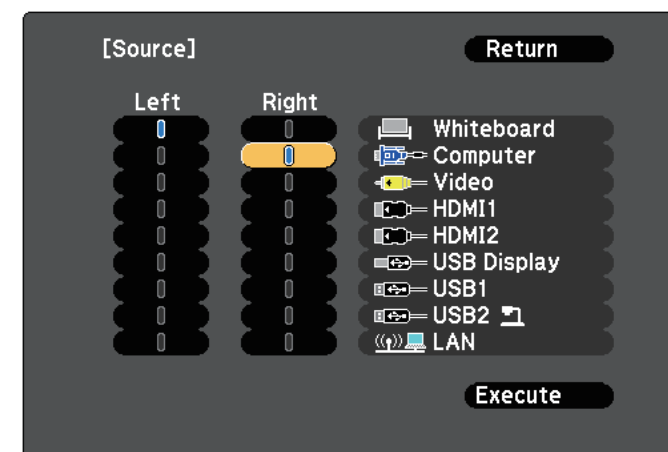 [Source] Return
Left Right
Whiteboard
Computer
Video
HDMI1
HDMI2
USB Display
USB1
USB2
LAN
Execute